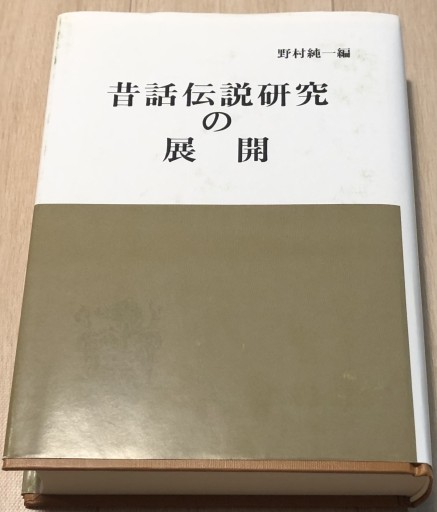 野村純一編
昔話伝説研究
の
展開